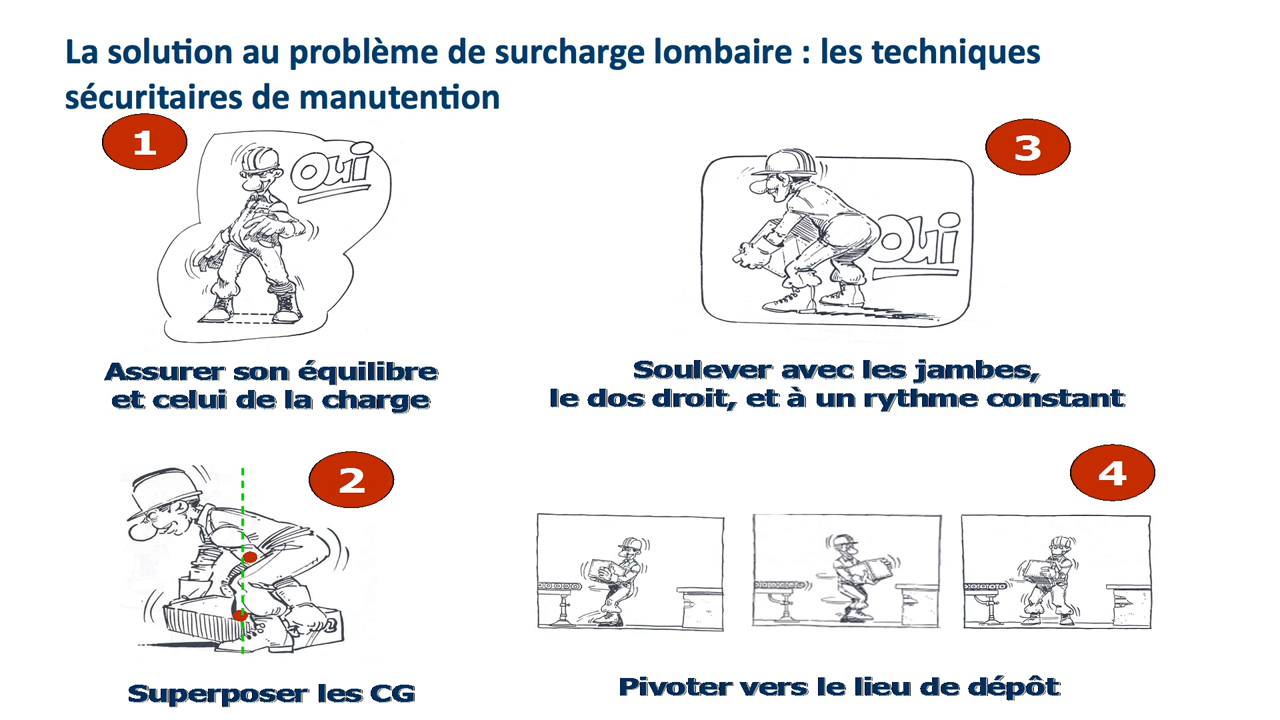 La solution au problème de surcharge lombaire : les techniques
sécuritaires de manutention
1
Oui
Assurer son équilibre
et celui de la charge
2
Superposer les CG
3
Oui
Soulever avec les jambes,
le dos droit, et à un rythme constant
4
Pivoter vers le lieu de dépôt